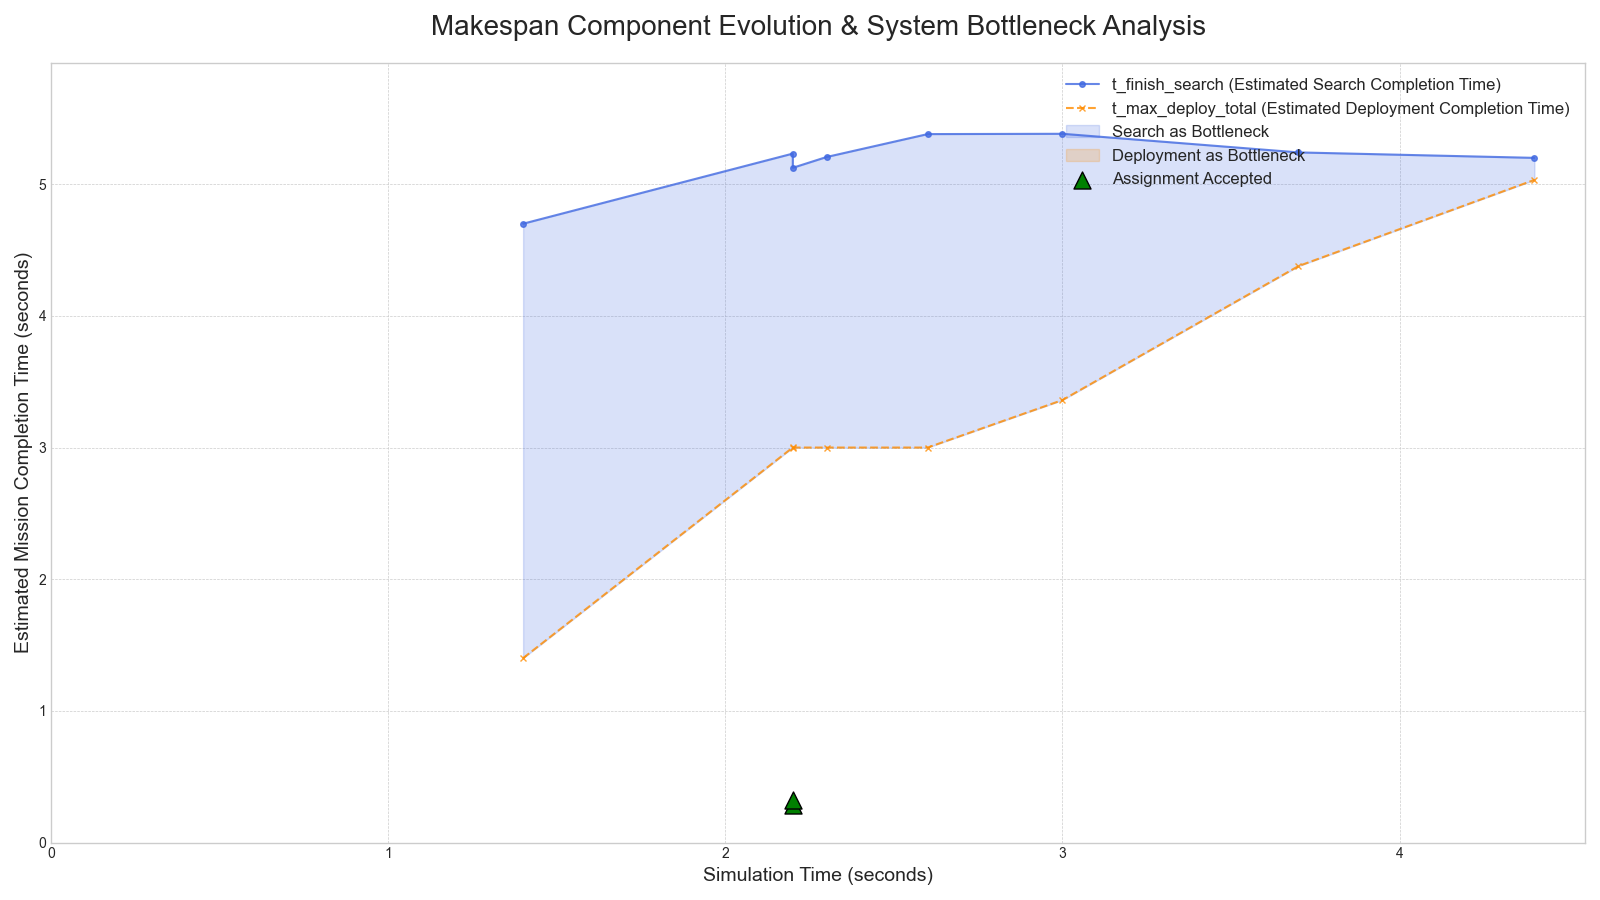 Makespan Component Evolution & System Bottleneck Analysis
t_finish_search (Estimated Search Completion Time)
t_max_deploy_total (Estimated Deployment Completion Time)
Search as Bottleneck
Deployment as Bottleneck
Assignment Accepted
Estimated Mission Completion Time (seconds)
5
4
3
2
1
0
0 1 2 3 4
Simulation Time (seconds)